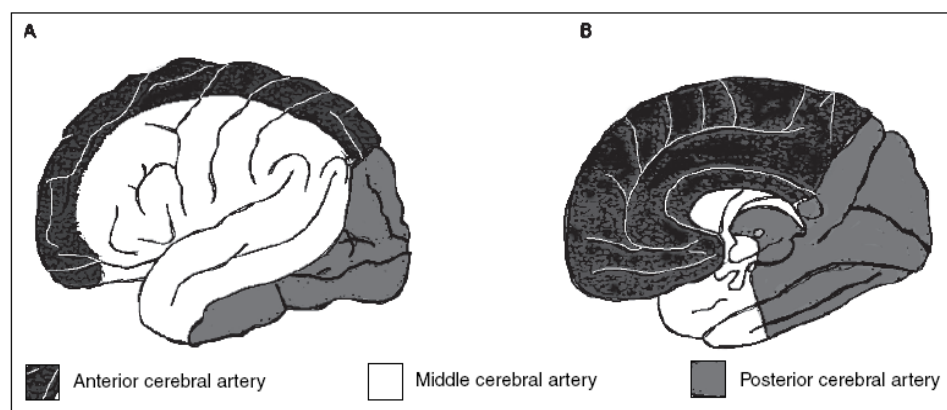 A
B
Anterior cerebral artery
Middle cerebral artery
Posterior cerebral artery